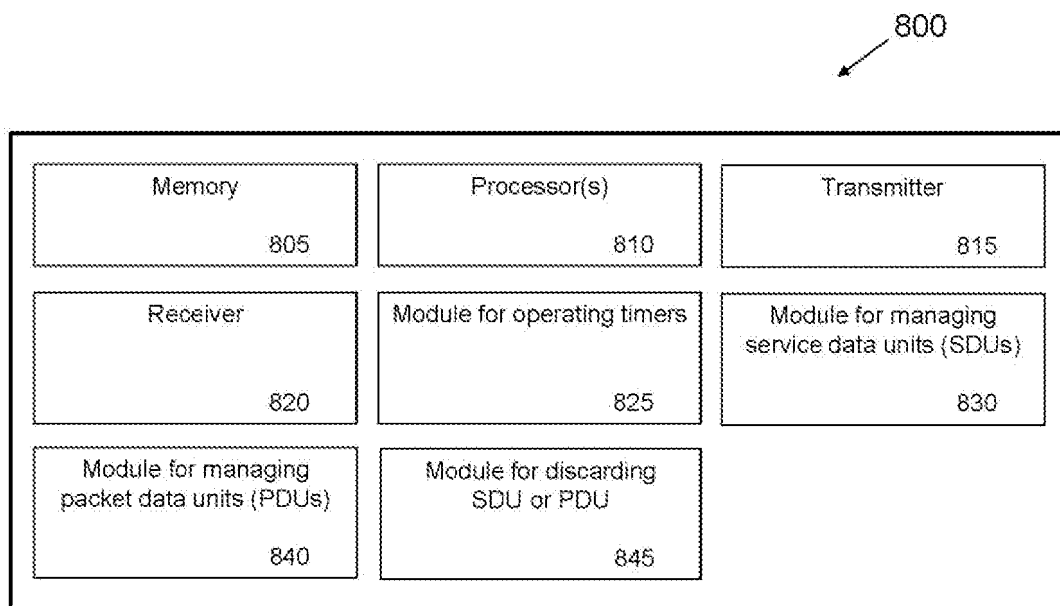 800
Memory
805
Processor(s)
810
Transmitter
815
Receiver
820
Module for operating timers
825
Module for managing
service data units (SDUs)
830
Module for managing
packet data units (PDUs)
840
Module for discarding
SDU or PDU
845